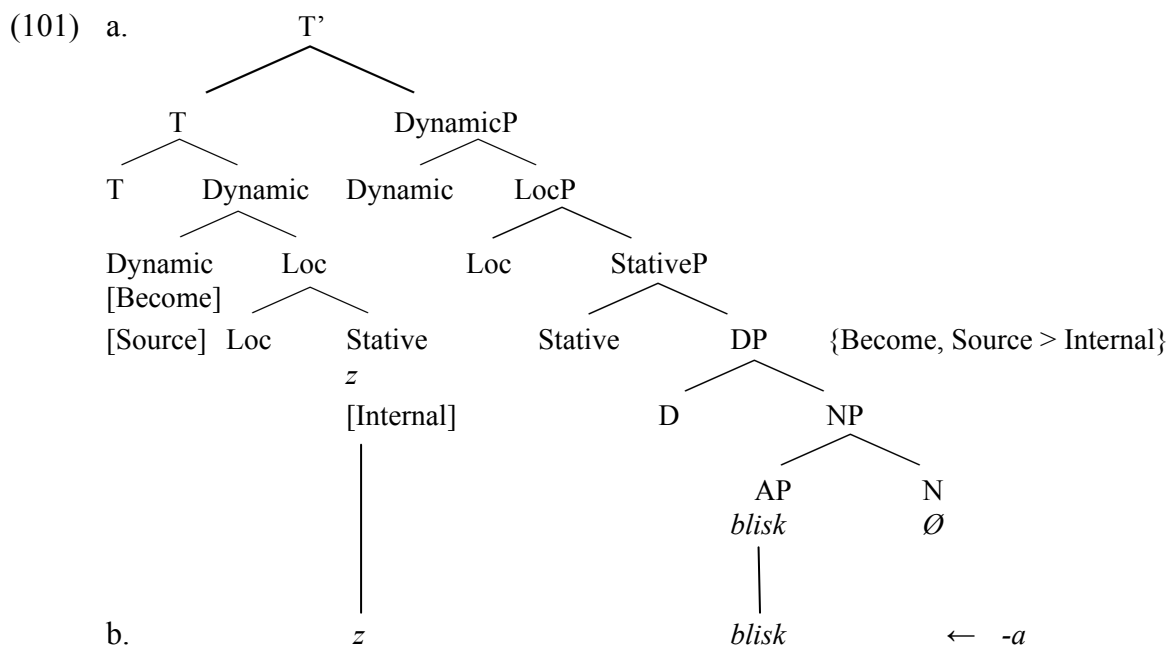 (101) a. T’
T DynamicP
T Dynamic Dynamic LocP
Dynamic Loc Loc StativeP
[Become]
[Source] Loc Stative Stative DP {Become, Source > Internal}
z
[Internal] D NP
AP N
blisk Ø
b. z blisk ← -a